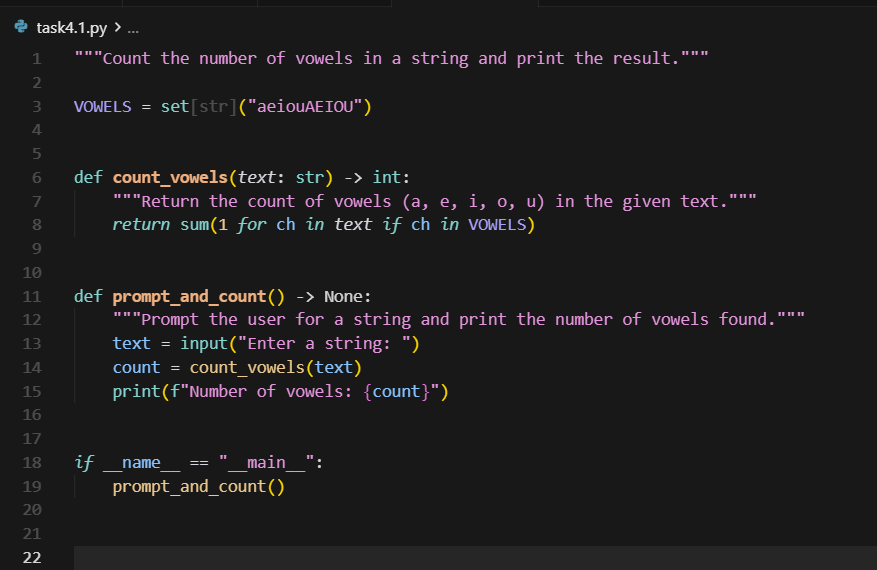 task4.1.py > ...
1 """Count the number of vowels in a string and print the result."""
2
3 VOWELS = set[str]("aeiouAEIOU")
4
5
6 def count_vowels(text: str) -> int:
7     """Return the count of vowels (a, e, i, o, u) in the given text."""
8     return sum(1 for ch in text if ch in VOWELS)
9
10
11 def prompt_and_count() -> None:
12     """Prompt the user for a string and print the number of vowels found."""
13     text = input("Enter a string: ")
14     count = count_vowels(text)
15     print(f"Number of vowels: {count}")
16
17
18 if __name__ == "__main__":
19     prompt_and_count()
20
21
22